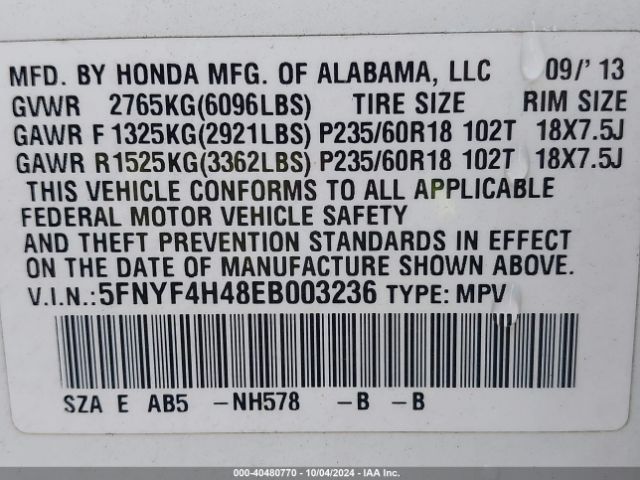 MFD. BY HONDA MFG. OF ALABAMA, LLC 09/'13
GVWR 2765KG(6096LBS) TIRE SIZE RIM SIZE
GAWR F 1325KG(2921LBS) P235/60R18 102T 18X7.5J
GAWR R1525KG(3362LBS) P235/60R18 102T 18X7.5J
THIS VEHICLE CONFORMS TO ALL APPLICABLE
FEDERAL MOTOR VEHICLE SAFETY
AND THEFT PREVENTION STANDARDS IN EFFECT
ON THE DATE OF MANUFACTURE SHOWN ABOVE.
V.I.N.:5FNYF4H48EB003236 TYPE: MPV
SZA E AB5 -NH578 -B -B
000-40480770 - 10/04/2024 - IAA Inc.